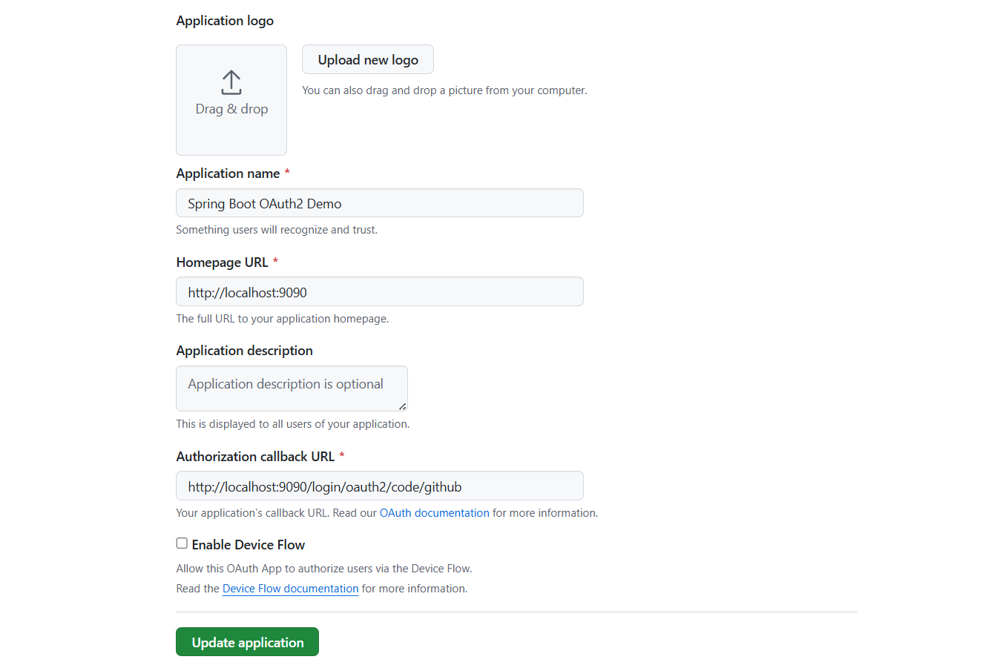 Application logo
Upload new logo
Drag & drop
You can also drag and drop a picture from your computer.
Application name *
Spring Boot OAuth2 Demo
Something users will recognize and trust.
Homepage URL *
http://localhost:9090
The full URL to your application homepage.
Application description
Application description is optional
This is displayed to all users of your application.
Authorization callback URL *
http://localhost:9090/login/oauth2/code/github
Your application's callback URL. Read our OAuth documentation for more information.
Enable Device Flow
Allow this OAuth App to authorize users via the Device Flow.
Read the Device Flow documentation for more information.
Update application